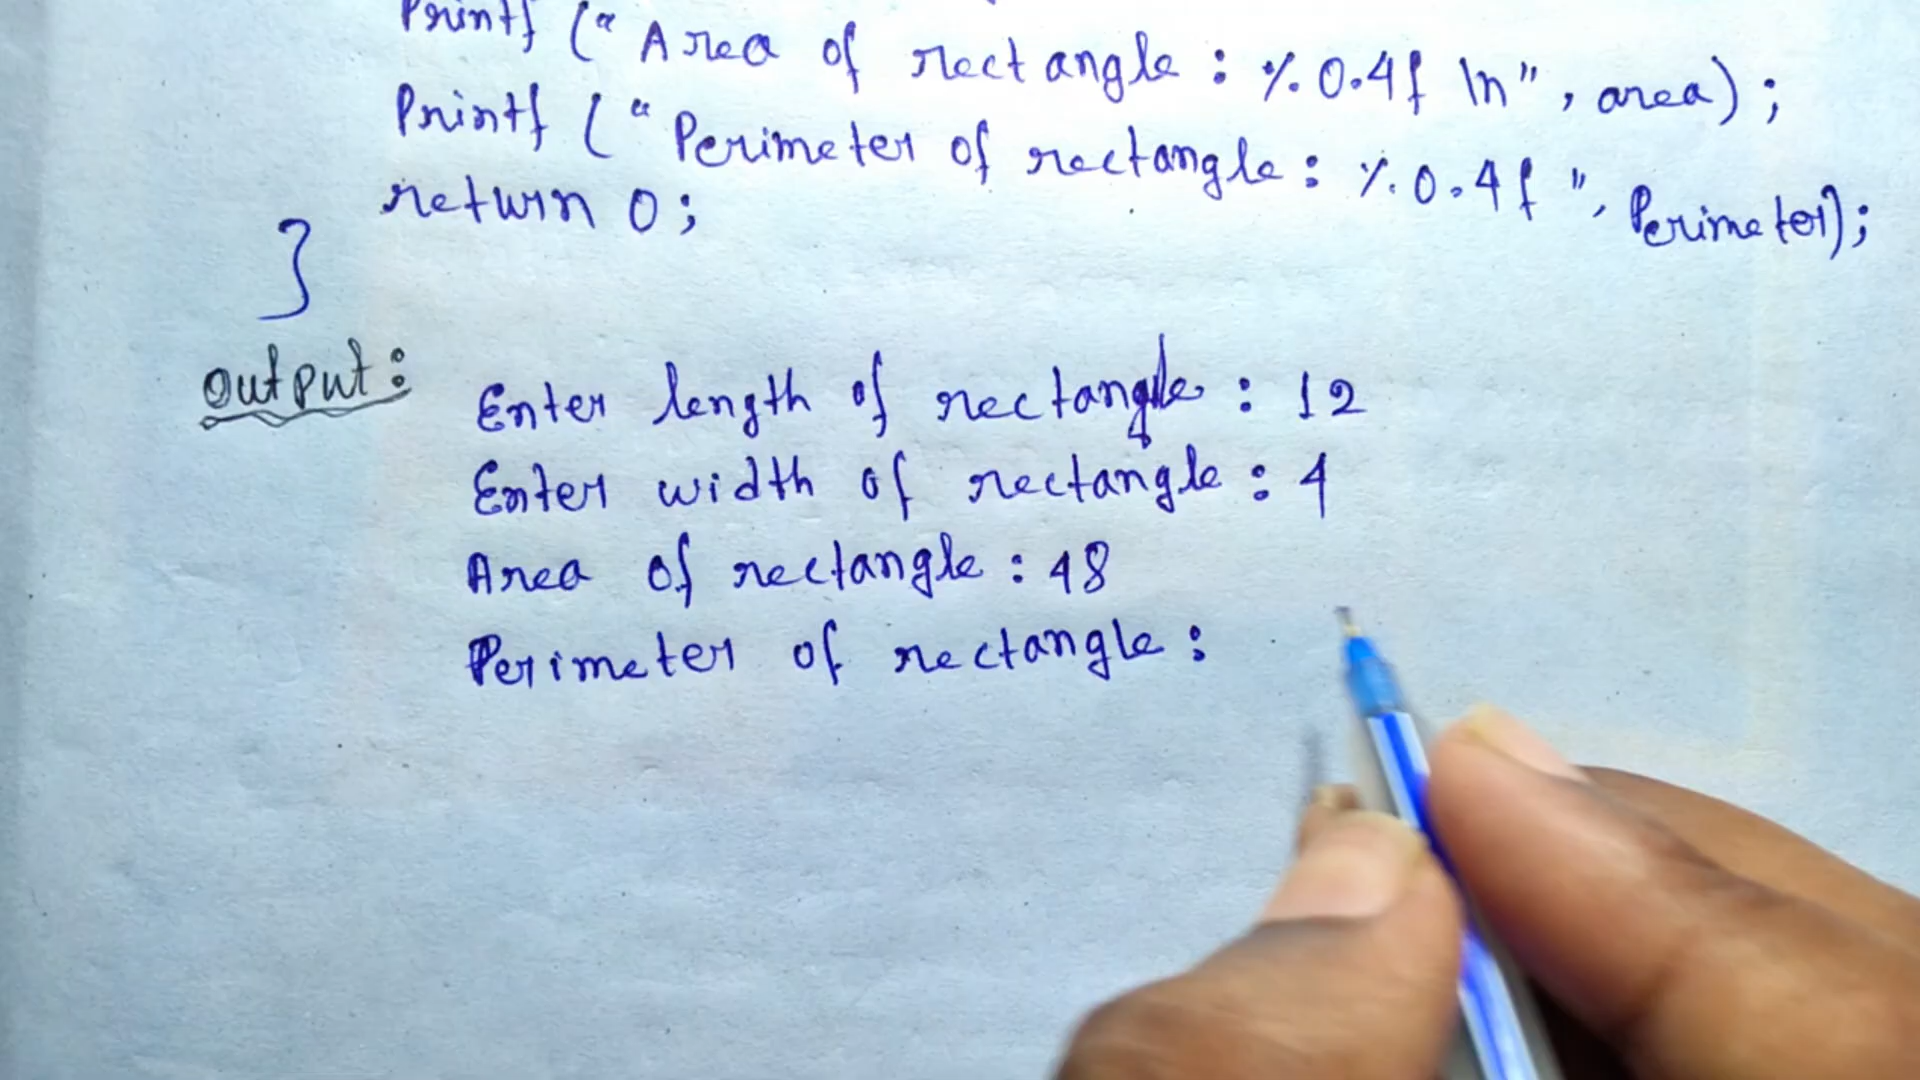 Printf ("Area of rectangle : %0.4f \n", area);
Printf ("Perimeter of rectangle: %0.4f ", Perimeter);
return 0;
}
output:
Enter length of rectangle : 12
Enter width of rectangle : 4
Area of rectangle : 48
Perimeter of rectangle :